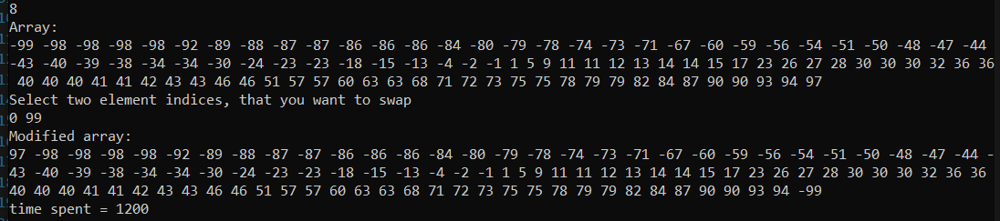 8
Array:
-99 -98 -98 -98 -98 -92 -89 -88 -87 -87 -86 -86 -86 -84 -80 -79 -78 -74 -73 -71 -67 -60 -59 -56 -54 -51 -50 -48 -47 -44
-43 -40 -39 -38 -34 -34 -30 -24 -23 -23 -18 -15 -13 -4 -2 -1 1 5 9 11 11 12 13 14 14 15 17 23 26 27 28 30 30 30 32 36 36
40 40 40 41 41 42 43 43 46 46 51 57 57 60 63 63 68 71 72 73 75 75 78 79 79 82 84 87 90 90 93 94 97
Select two element indices, that you want to swap
0 99
Modified array:
97 -98 -98 -98 -98 -92 -89 -88 -87 -87 -86 -86 -86 -84 -80 -79 -78 -74 -73 -71 -67 -60 -59 -56 -54 -51 -50 -48 -47 -44 -
43 -40 -39 -38 -34 -34 -30 -24 -23 -23 -18 -15 -13 -4 -2 -1 1 5 9 11 11 12 13 14 14 15 17 23 26 27 28 30 30 30 32 36 36
40 40 40 41 41 42 43 43 46 46 51 57 57 60 63 63 68 71 72 73 75 75 78 79 79 82 84 87 90 90 93 94 -99
time spent = 1200